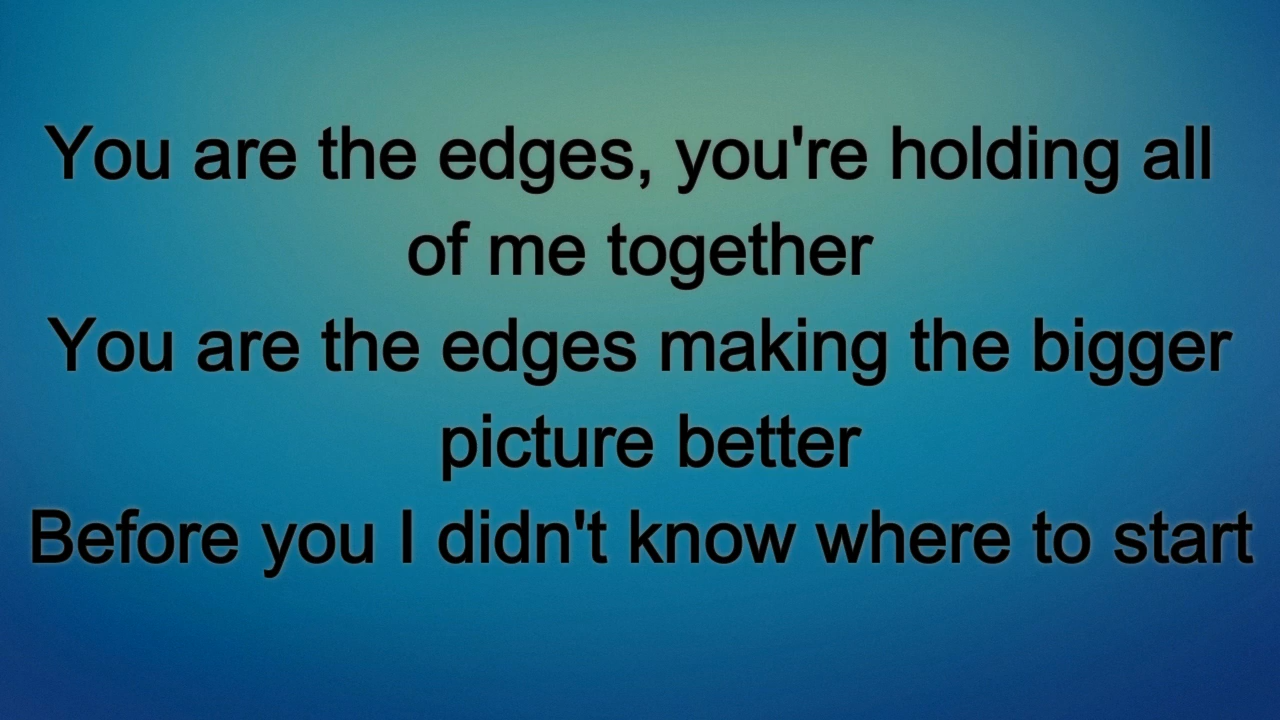 You are the edges, you're holding all
of me together
You are the edges making the bigger
picture better
Before you I didn't know where to start